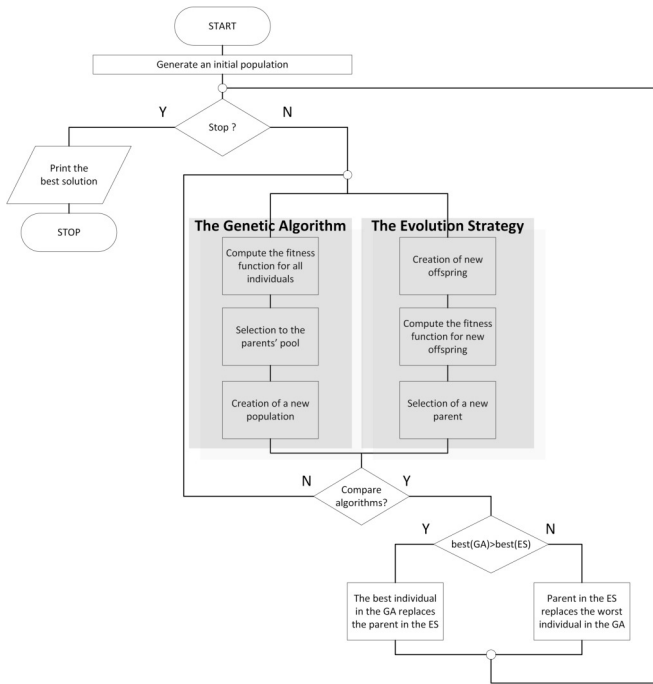 START
Generate an initial population
Y
N
Stop ?
Print the
best solution
STOP
The Genetic Algorithm
The Evolution Strategy
Compute the fitness
function for all
individuals
Creation of new
offspring
Selection to the
parents' pool
Compute the fitness
function for new
offspring
Creation of a new
population
Selection of a new
parent
N
Y
Compare
algorithms?
Y
N
best(GA)>best(ES)
The best individual
in the GA replaces
the parent in the ES
Parent in the ES
replaces the worst
individual in the GA